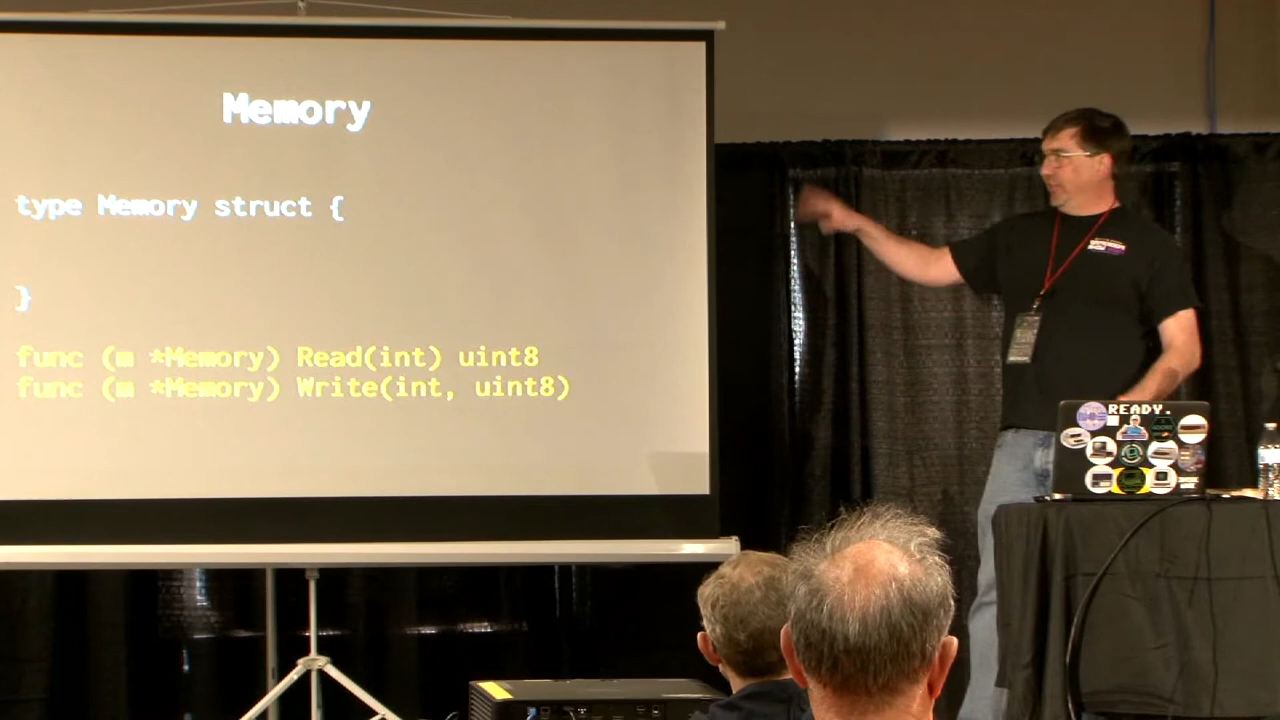 Memory
type Memory struct {
}
func (m *Memory) Read(int) uint8
func (m *Memory) Write(int, uint8)
READY.